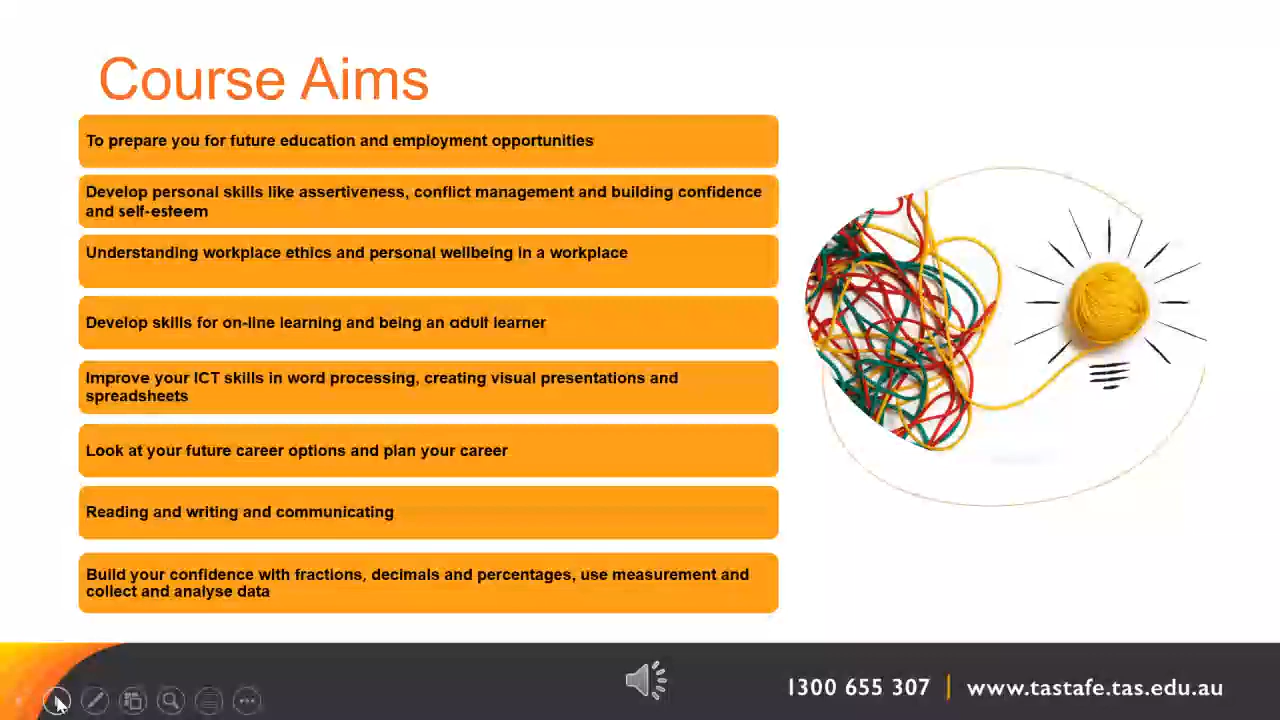 Course Aims
To prepare you for future education and employment opportunities
Develop personal skills like assertiveness, conflict management and building confidence
and self-esteem
Understanding workplace ethics and personal wellbeing in a workplace
Develop skills for on-line learning and being an adult learner
Improve your ICT skills in word processing, creating visual presentations and
spreadsheets
Look at your future career options and plan your career
Reading and writing and communicating
Build your confidence with fractions, decimals and percentages, use measurement and
collect and analyse data
1300 655 307 | www.tastafe.tas.edu.au